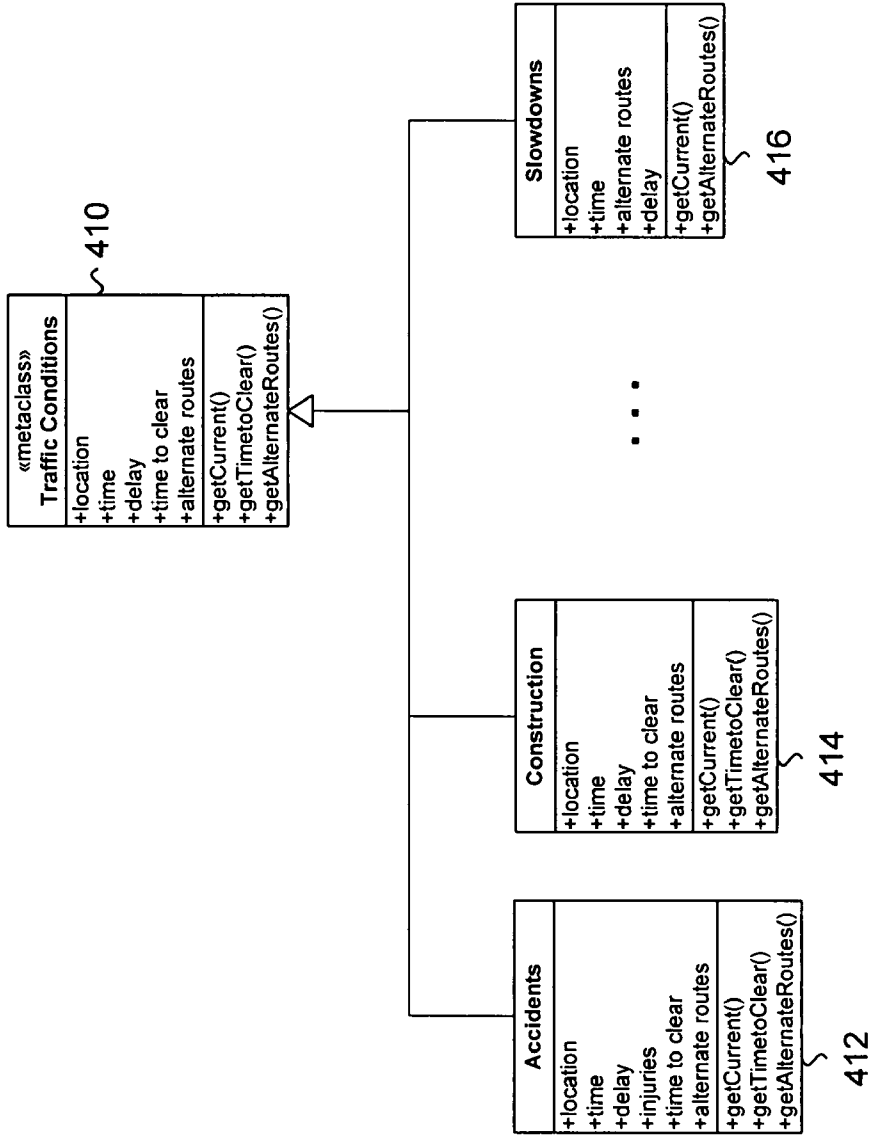 «metaclass»
Traffic Conditions
+location
+time
+delay
+time to clear
+alternate routes
+getCurrent()
+getTimetoClear()
+getAlternateRoutes()
410
Accidents
+location
+time
+delay
+injuries
+time to clear
+alternate routes
+getCurrent()
+getTimetoClear()
+getAlternateRoutes()
412
Construction
+location
+time
+delay
+time to clear
+alternate routes
+getCurrent()
+getTimetoClear()
+getAlternateRoutes()
414
. . .
Slowdowns
+location
+time
+alternate routes
+delay
+getCurrent()
+getAlternateRoutes()
416